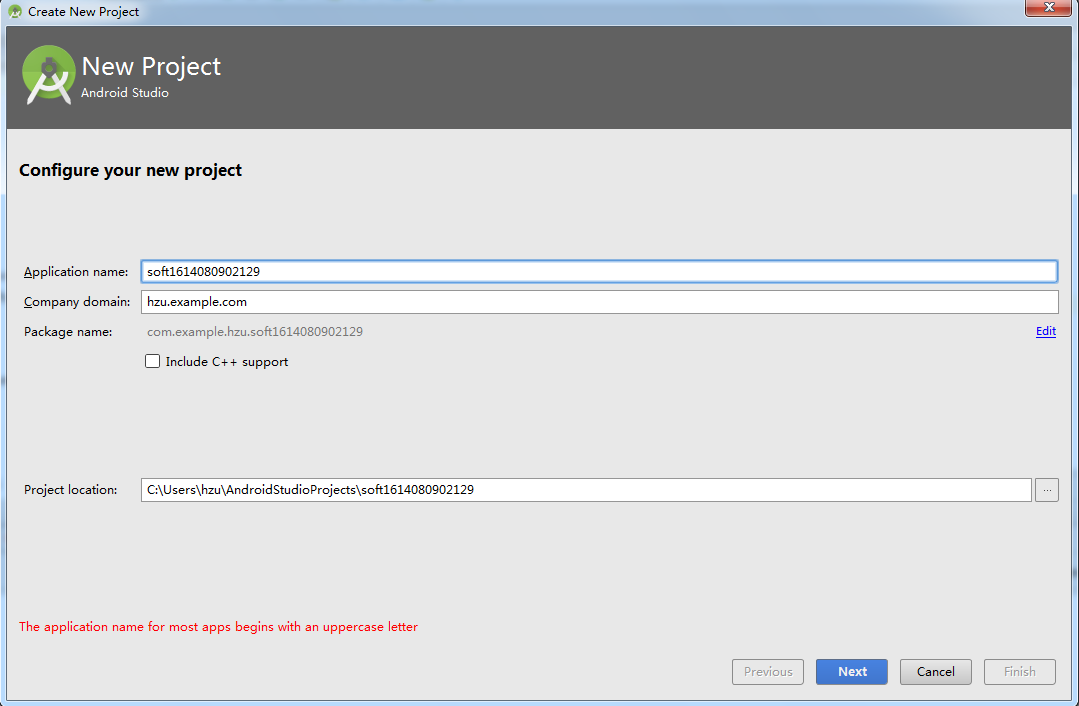 Create New Project
New Project
Android Studio
Configure your new project
Application name: soft1614080902129
Company domain: hzu.example.com
Package name: com.example.hzu.soft1614080902129 Edit
Include C++ support
Project location: C:\Users\hzu\AndroidStudioProjects\soft1614080902129 ...
The application name for most apps begins with an uppercase letter
Previous Next Cancel Finish